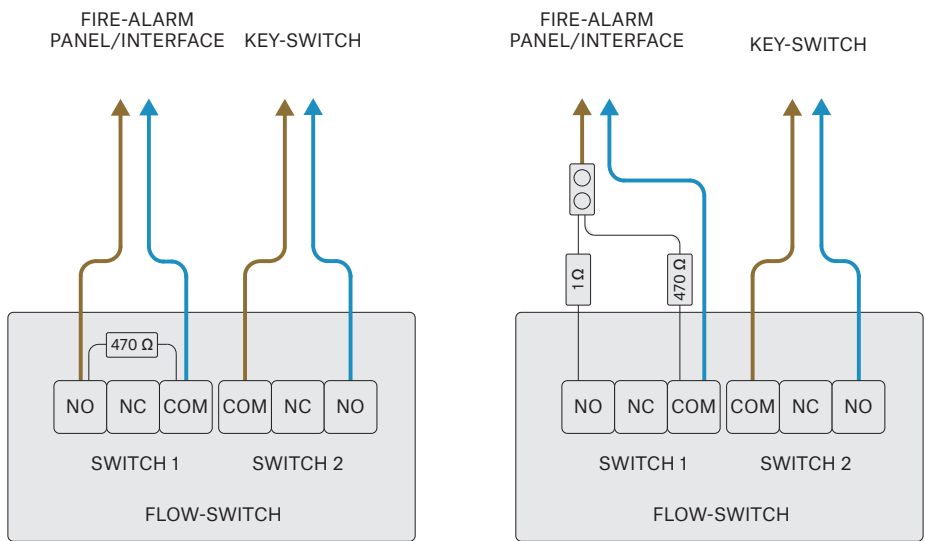 FIRE-ALARM
PANEL/INTERFACE
KEY-SWITCH
470 Ω
NO
NC
COM
COM
NC
NO
SWITCH 1
SWITCH 2
FLOW-SWITCH
FIRE-ALARM
PANEL/INTERFACE
KEY-SWITCH
1 Ω
470 Ω
NO
NC
COM
COM
NC
NO
SWITCH 1
SWITCH 2
FLOW-SWITCH